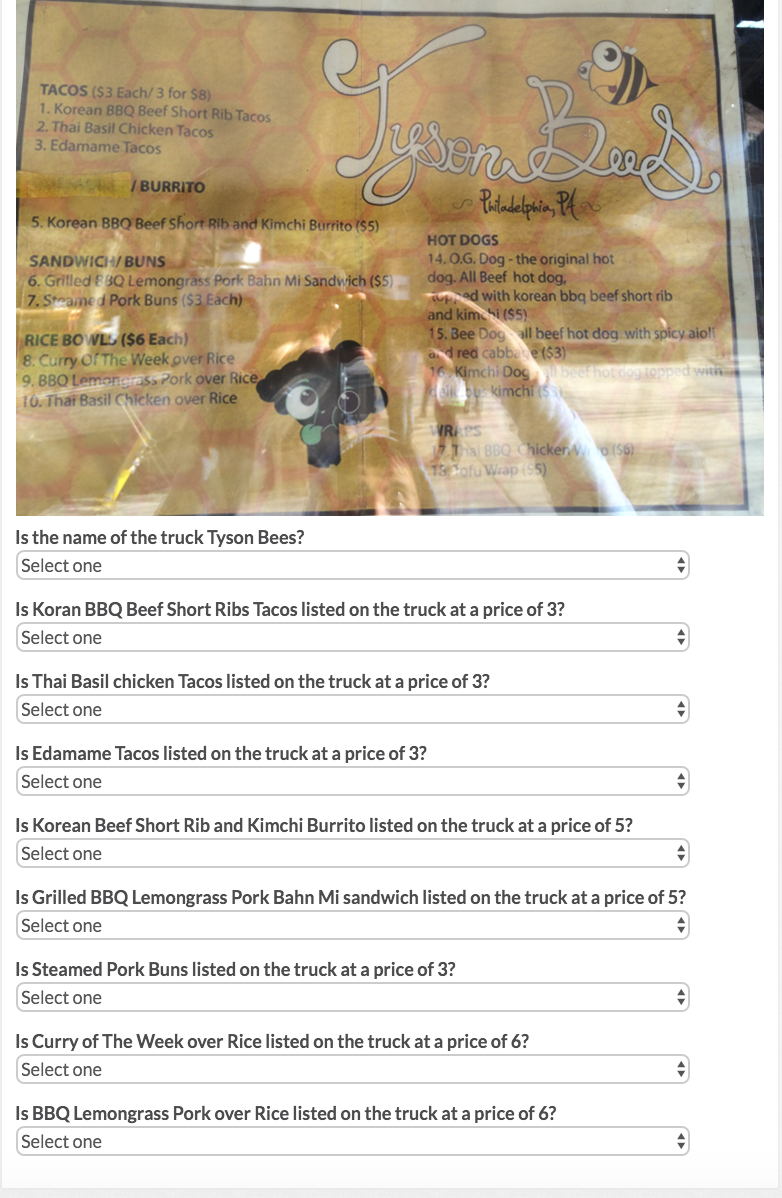 Tyson Bees
Philadelphia, PA
TACOS ($3 Each/ 3 for $8)
1. Korean BBQ Beef Short Rib Tacos
2. Thai Basil Chicken Tacos
3. Edamame Tacos
/ BURRITO
5. Korean BBQ Beef Short Rib and Kimchi Burrito ($5)
SANDWICH/ BUNS
6. Grilled BBQ Lemongrass Pork Bahn Mi Sandwich ($5)
7. Steamed Pork Buns ($3 Each)
RICE BOWLS ($6 Each)
8. Curry Of The Week over Rice
9. BBQ Lemongrass Pork over Rice
10. Thai Basil Chicken over Rice
HOT DOGS
14. O.G. Dog - the original hot
dog. All Beef hot dog,
topped with korean bbq beef short rib
and kimchi ($5)
15. Bee Dog - all beef hot dog with spicy aioli
and red cabbage ($3)
16. Kimchi Dog - all beef hot dog topped with
delicious kimchi
WRAPS
17. Thai BBQ Chicken ($6)
18. Tofu Wrap ($5)
Is the name of the truck Tyson Bees?
Select one
Is Koran BBQ Beef Short Ribs Tacos listed on the truck at a price of 3?
Select one
Is Thai Basil chicken Tacos listed on the truck at a price of 3?
Select one
Is Edamame Tacos listed on the truck at a price of 3?
Select one
Is Korean Beef Short Rib and Kimchi Burrito listed on the truck at a price of 5?
Select one
Is Grilled BBQ Lemongrass Pork Bahn Mi sandwich listed on the truck at a price of 5?
Select one
Is Steamed Pork Buns listed on the truck at a price of 3?
Select one
Is Curry of The Week over Rice listed on the truck at a price of 6?
Select one
Is BBQ Lemongrass Pork over Rice listed on the truck at a price of 6?
Select one